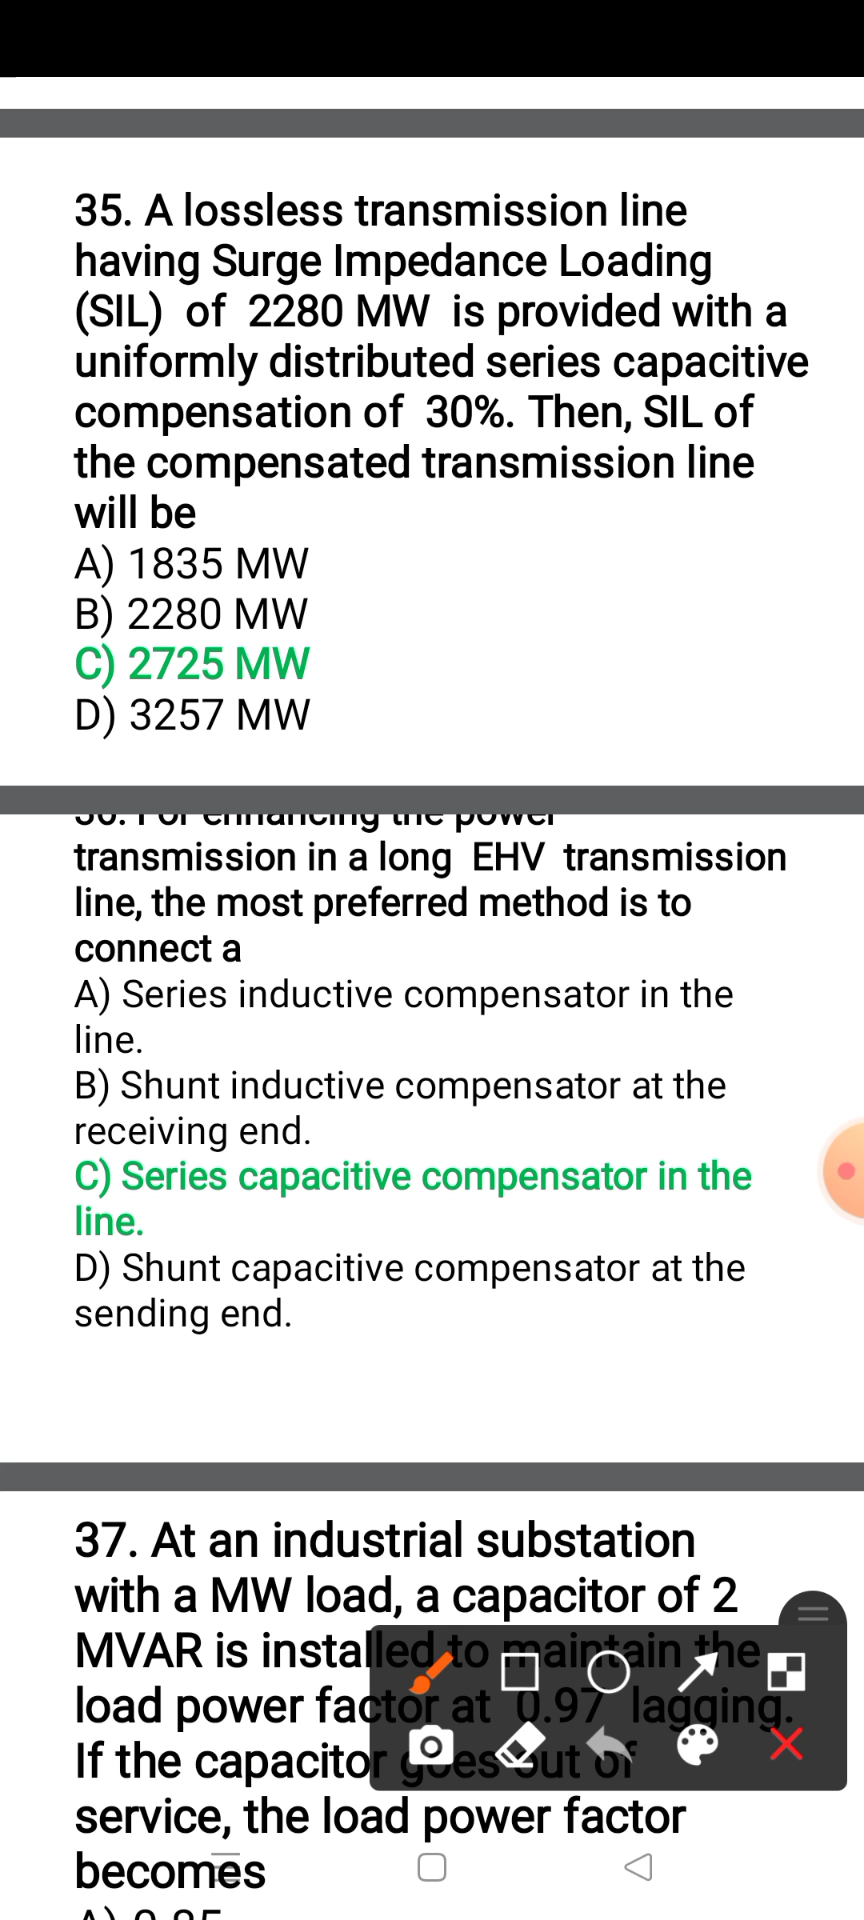 35. A lossless transmission line
having Surge Impedance Loading
(SIL) of 2280 MW is provided with a
uniformly distributed series capacitive
compensation of 30%. Then, SIL of
the compensated transmission line
will be
A) 1835 MW
B) 2280 MW
C) 2725 MW
D) 3257 MW
36. For enhancing the power
transmission in a long EHV transmission
line, the most preferred method is to
connect a
A) Series inductive compensator in the
line.
B) Shunt inductive compensator at the
receiving end.
C) Series capacitive compensator in the
line.
D) Shunt capacitive compensator at the
sending end.
37. At an industrial substation
with a MW load, a capacitor of 2
MVAR is installed to maintain the
load power factor at 0.97 lagging.
If the capacitor goes out of
service, the load power factor
becomes